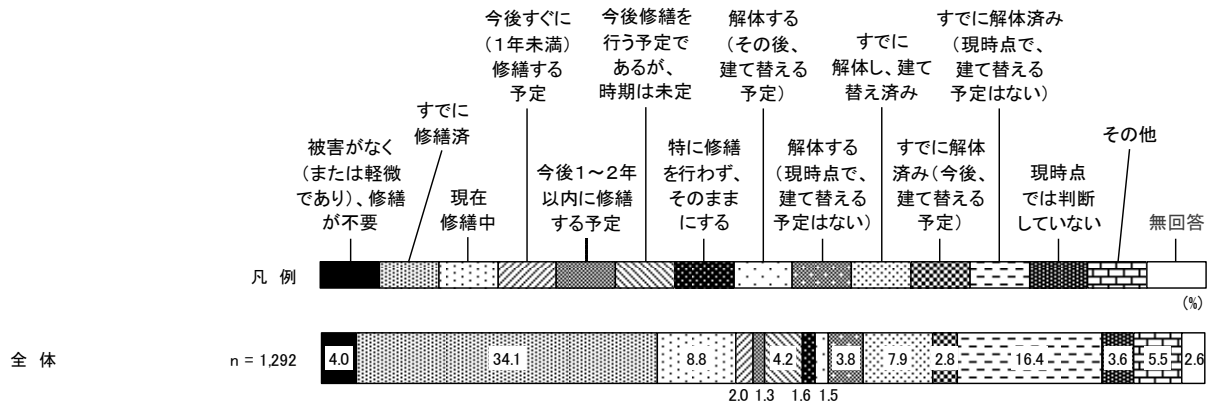 今後すぐに
(1年未満)
修繕する
予定
今後修繕を
行う予定で
あるが、
時期は未定
解体する
(その後、
建て替える
予定)
すでに
解体し、建て
替え済み
すでに解体済み
(現時点で、
建て替える
予定はない)
すでに
修繕済
その他
被害がなく
(または軽微
であり)、修繕
が不要
現在
修繕中
今後1~2年
以内に修繕
する予定
特に修繕
を行わず、
そのまま
にする
解体する
(現時点で、
建て替える
予定はない)
すでに解体
済み(今後、
建て替える
予定)
現時点
では判断
していない
無回答
凡 例
(%)
全 体
n = 1,292
4.0 34.1 8.8 4.2 3.8 7.9 2.8 16.4 3.6 5.5 2.6
2.0 1.3 1.6 1.5